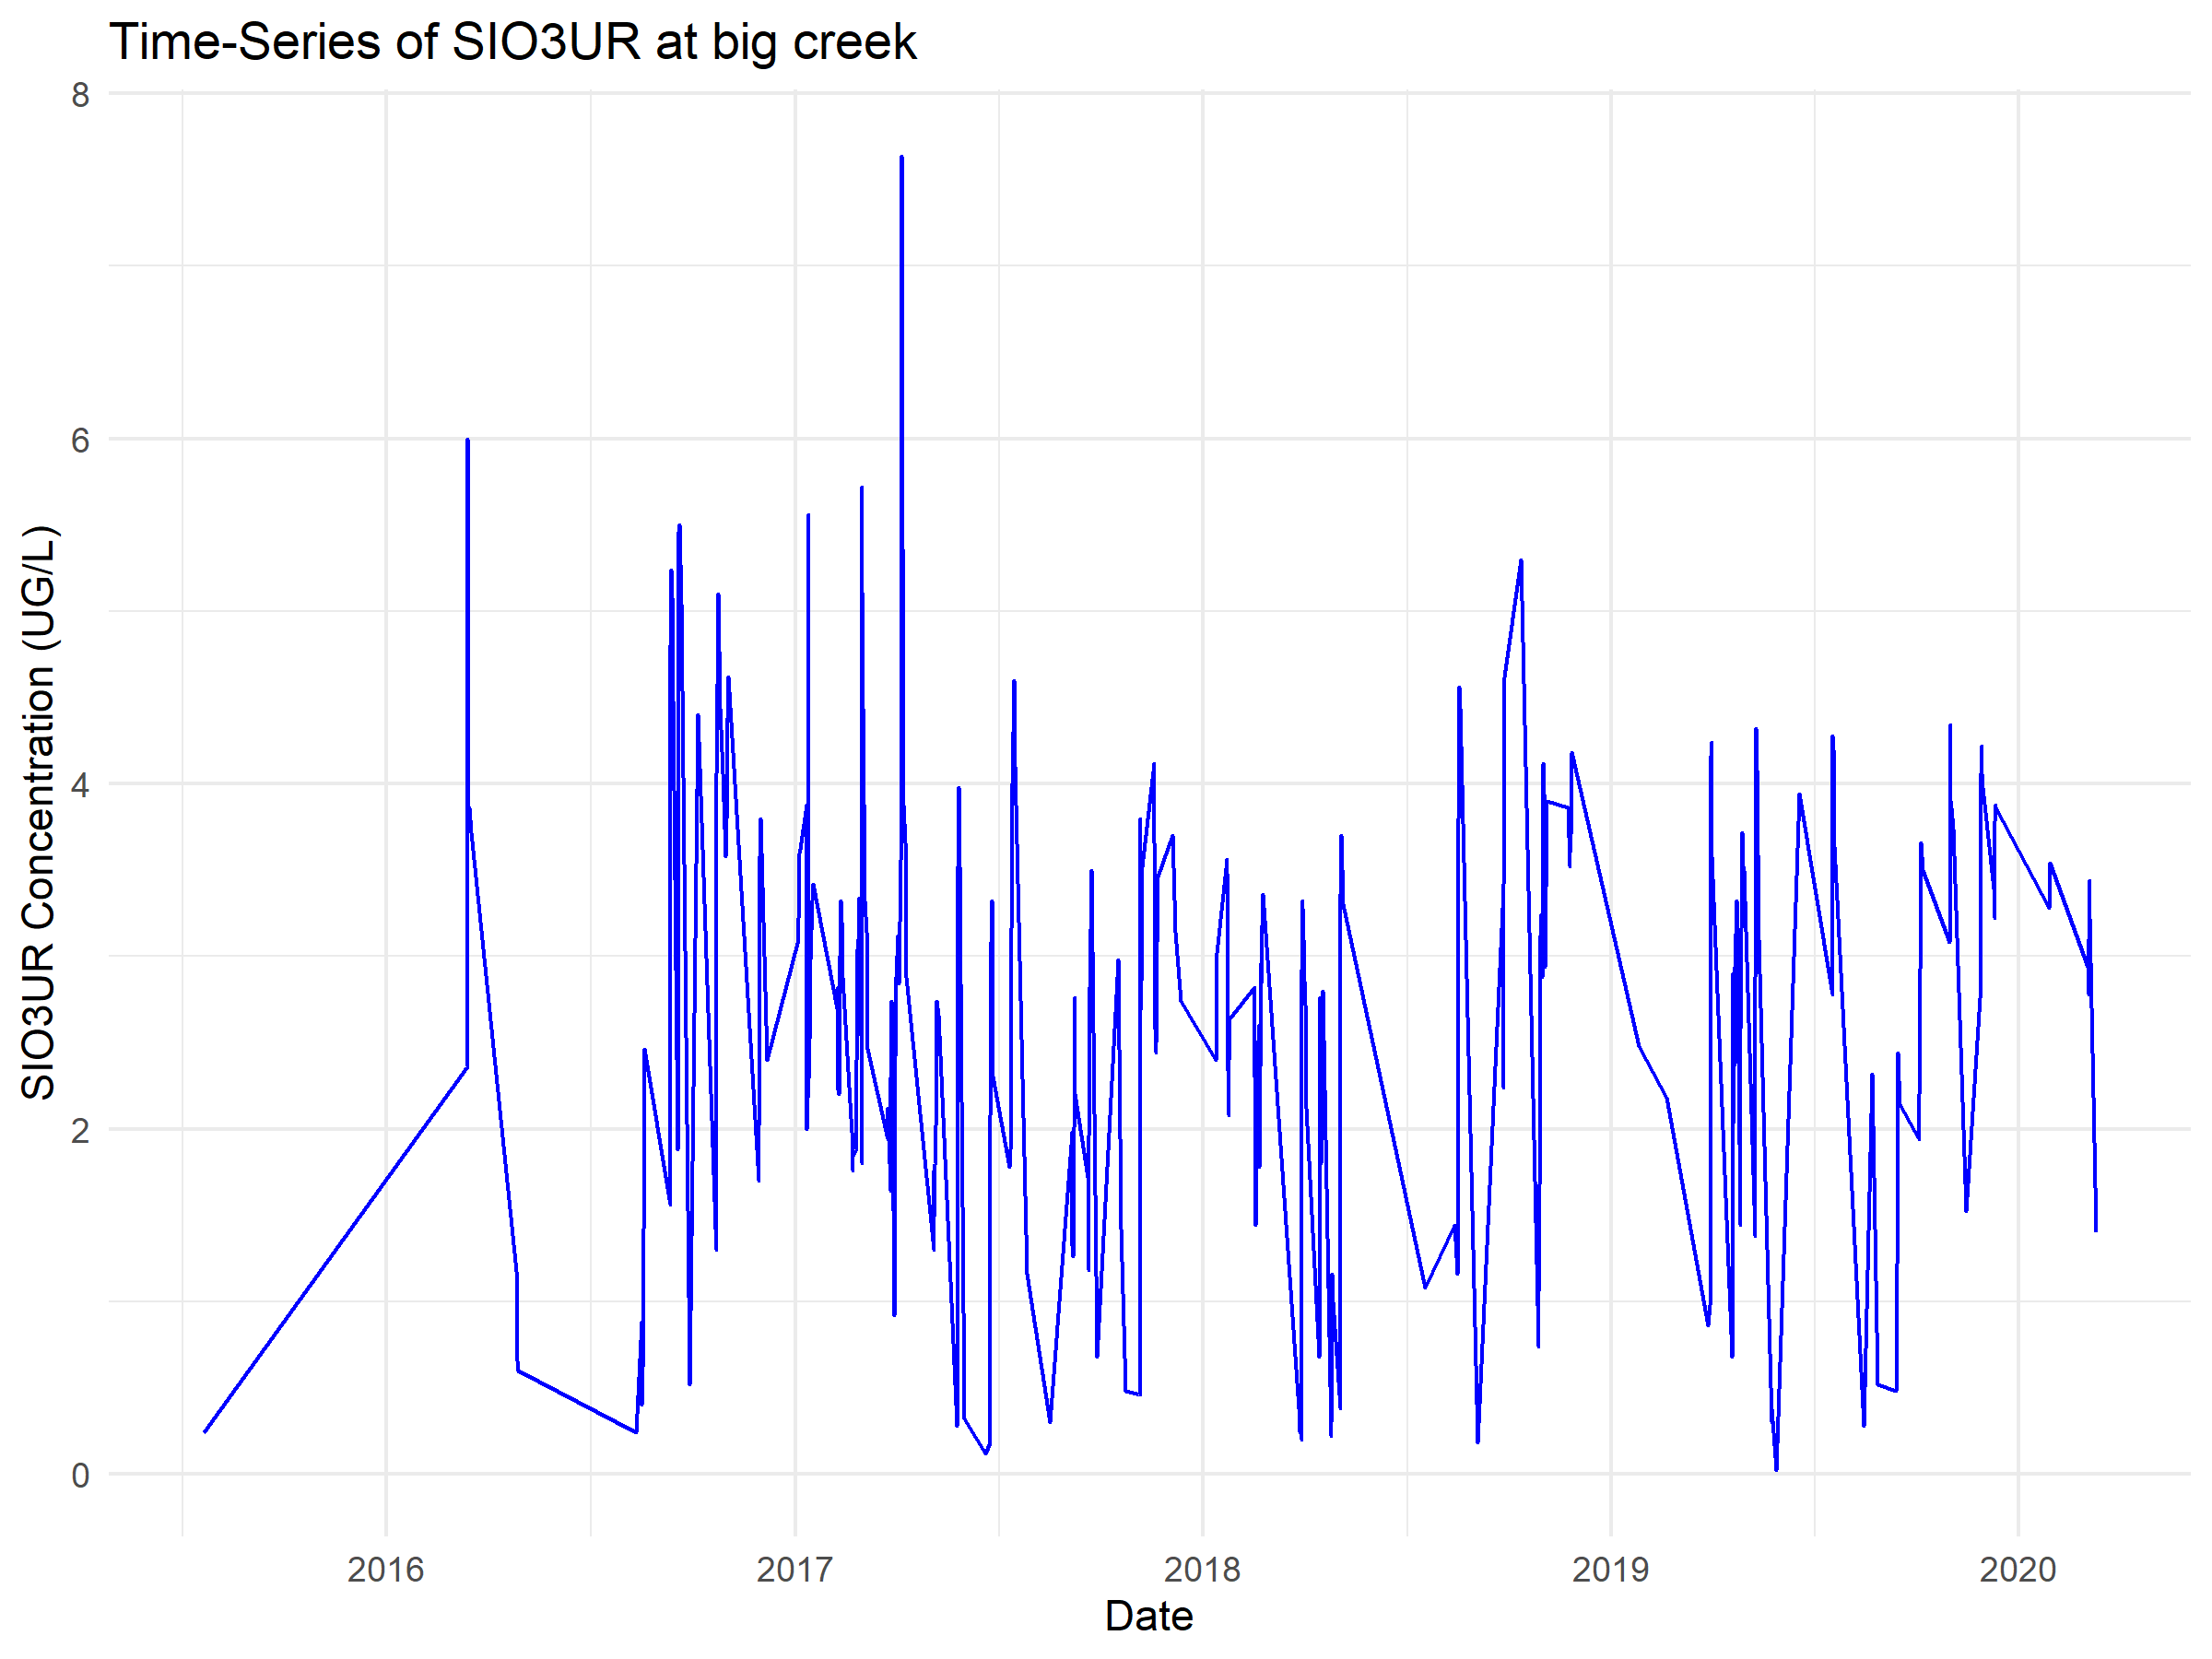 Time-Series of SIO3UR at big creek
SIO3UR Concentration (UG/L)
8
6
4
2
0
2016 2017 2018 2019 2020
Date